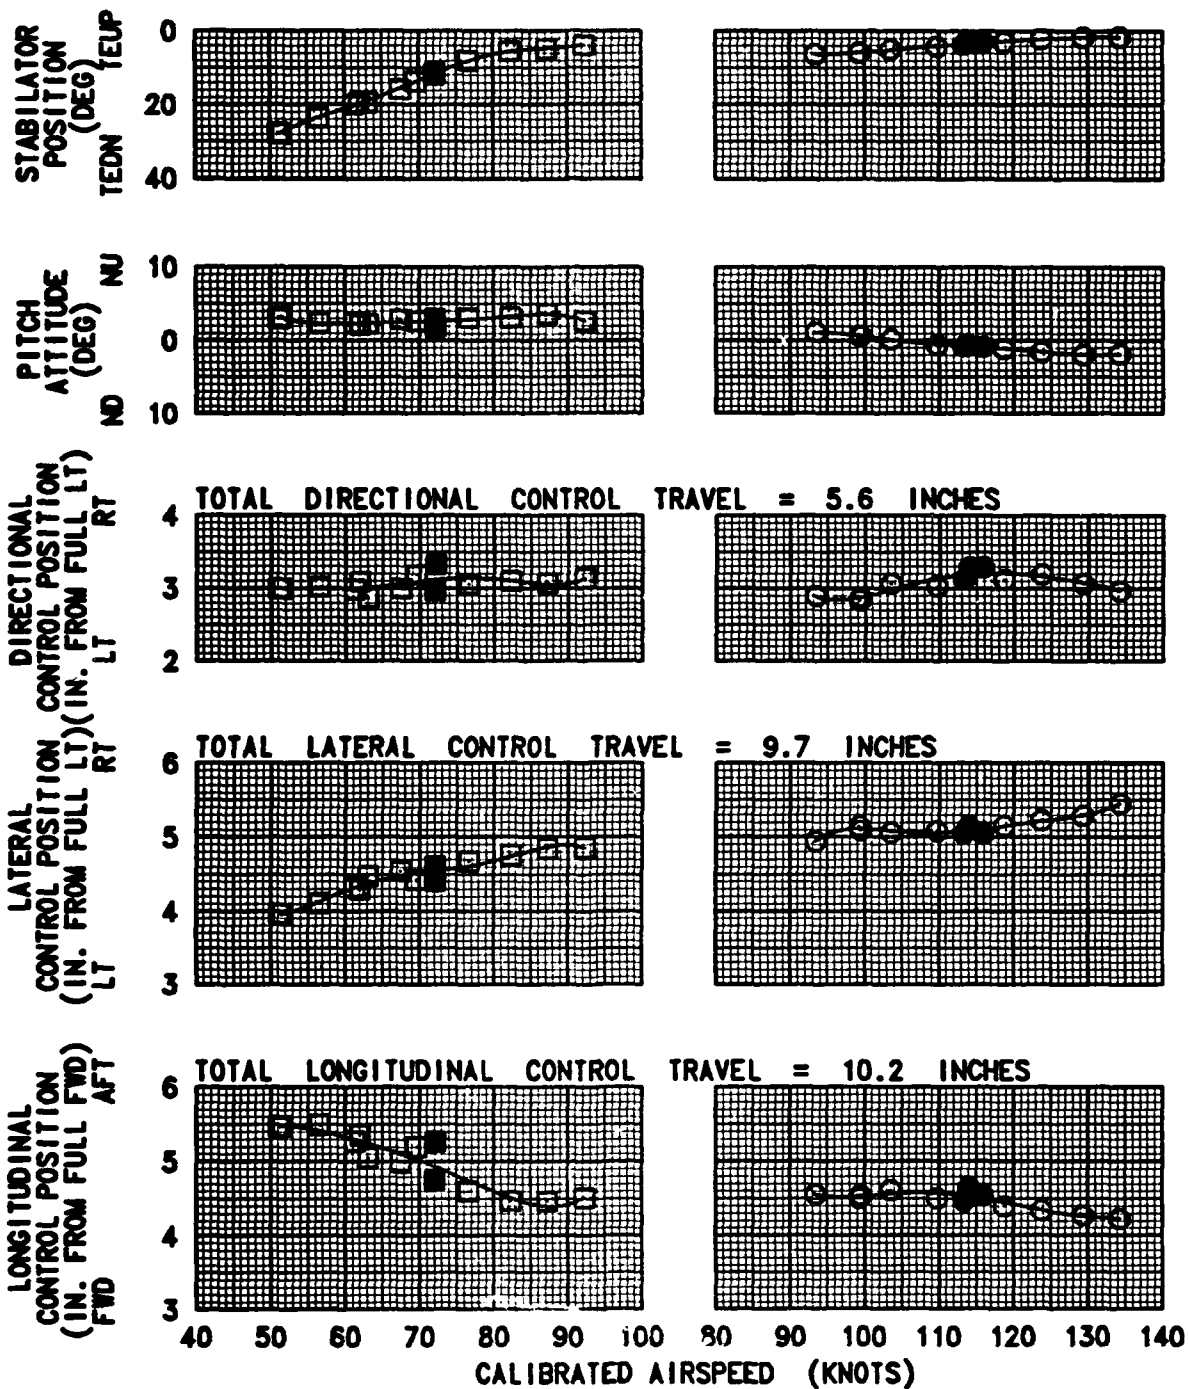 STABILATOR
POSITION
(DEG)
TEDN TEUP
0
20
40
PITCH
ATTITUDE
(DEG)
ND NU
10
0
10
DIRECTIONAL
CONTROL POSITION
(IN. FROM FULL LT)
LT RT
TOTAL DIRECTIONAL CONTROL TRAVEL = 5.6 INCHES
4
3
2
LATERAL
CONTROL POSITION
(IN. FROM FULL LT)
LT RT
TOTAL LATERAL CONTROL TRAVEL = 9.7 INCHES
6
5
4
3
LONGITUDINAL
CONTROL POSITION
(IN. FROM FULL FWD)
FWD AFT
TOTAL LONGITUDINAL CONTROL TRAVEL = 10.2 INCHES
6
5
4
3
40 50 60 70 80 90 100 80 90 100 110 120 130 140
CALIBRATED AIRSPEED (KNOTS)